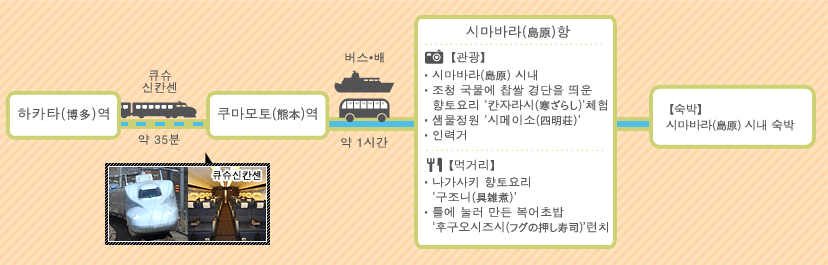 하카타(博多)역
큐슈
신칸센
약 35분
쿠마모토(熊本)역
큐슈신칸센
버스•배
약 1시간
시마바라(島原)항
【관광】
• 시마바라(島原) 시내
• 조청 국물에 찹쌀 경단을 띄운
향토요리 ‘칸자라시(寒ざらし)’체험
• 샘물정원 ‘시메이소(四明荘)’
• 인력거
【먹거리】
• 나가사키 향토요리
‘구조니(具雑煮)’
• 틀에 눌러 만든 복어초밥
‘후구오시즈시(フグの押し寿司)’런치
【숙박】
시마바라(島原) 시내 숙박